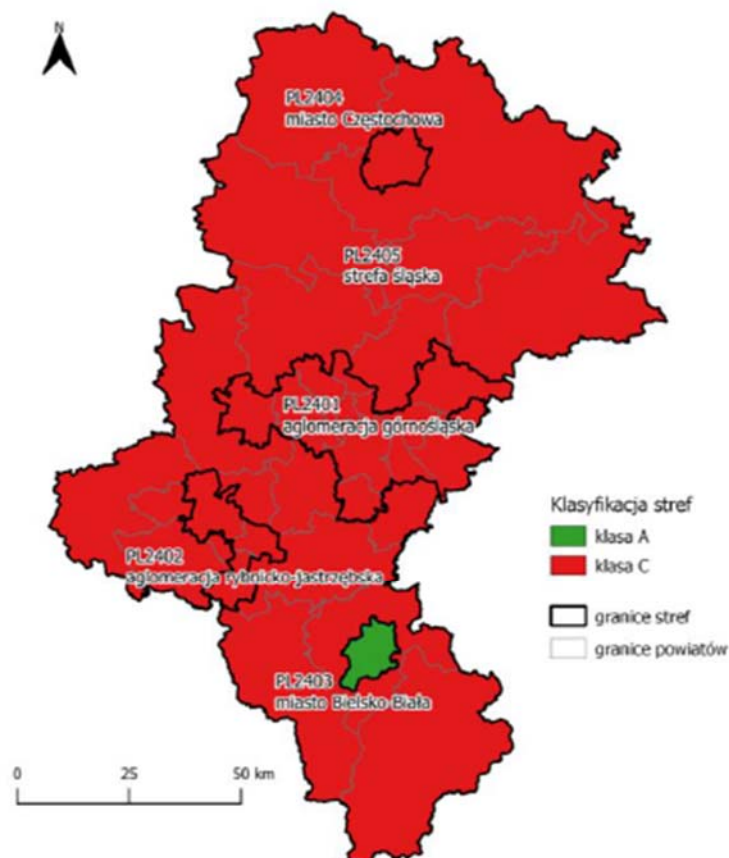 N
PL2404
miasto Częstochowa
PL2405
strefa śląska
PL2401
aglomeracja górnośląska
PL2402
aglomeracja rybnicko-jastrzębska
PL2403
miasto Bielsko-Biała
Klasyfikacja stref
klasa A
klasa C
granice stref
granice powiatów
0 25 50 km